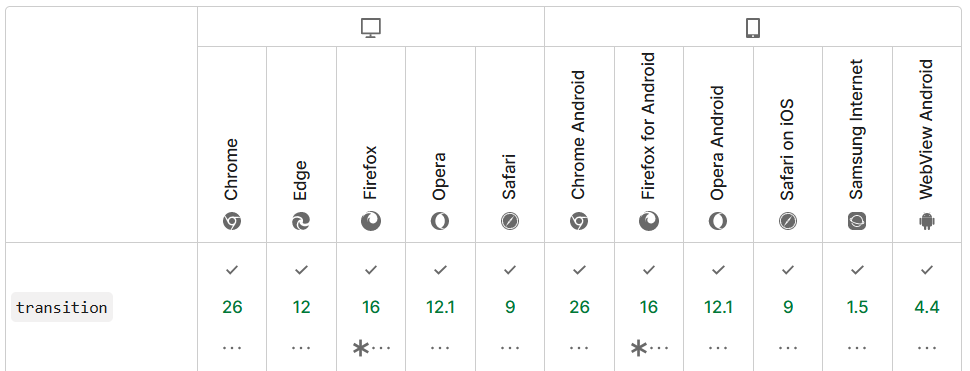 Chrome
Edge
Firefox
Opera
Safari
Chrome Android
Firefox for Android
Opera Android
Safari on iOS
Samsung Internet
WebView Android
transition
✓ ✓ ✓ ✓ ✓ ✓ ✓ ✓ ✓ ✓ ✓
26 12 16 12.1 9 26 16 12.1 9 1.5 4.4
… … *… … … … *… … … … …